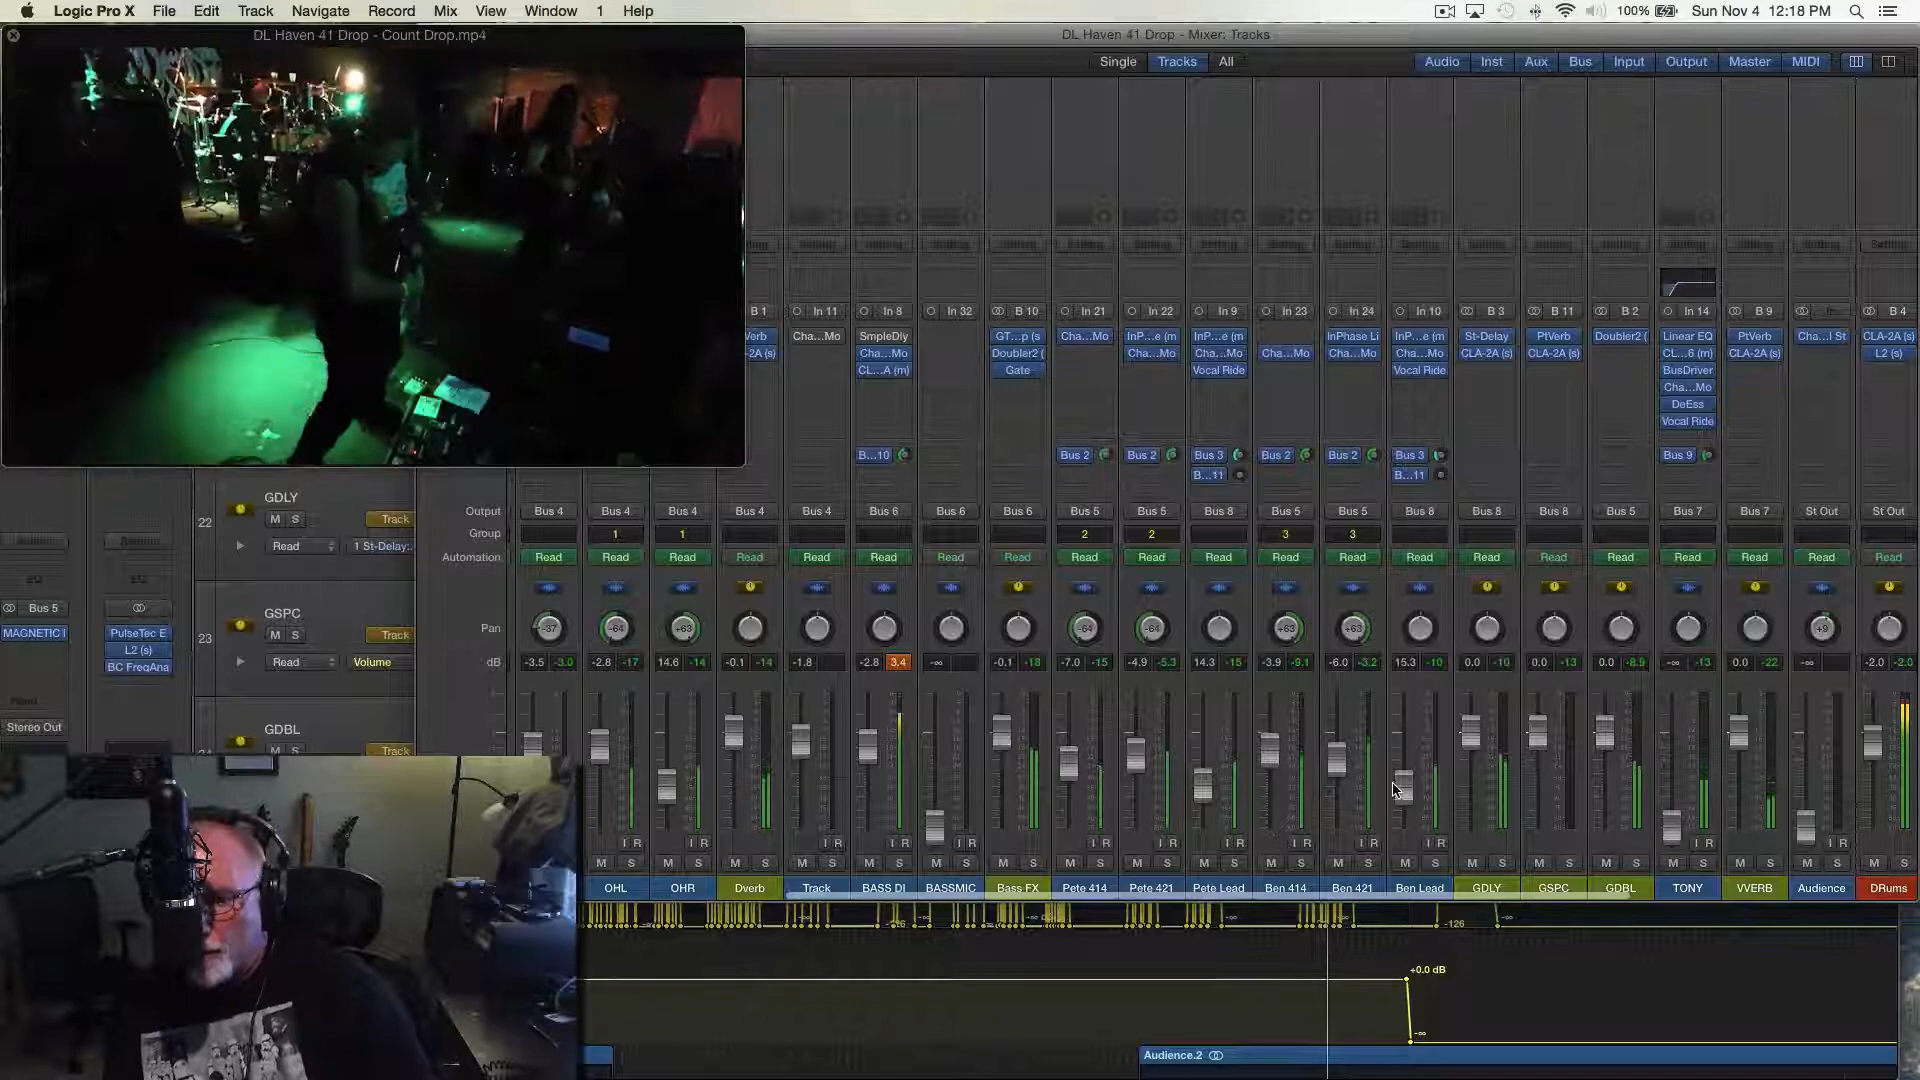 Logic Pro X File Edit Track Navigate Record Mix View Window 1 Help 100% Sun Nov 4 12:18 PM
DL Haven 41 Drop - Count Drop.mp4
DL Haven 41 Drop - Mixer: Tracks
Single Tracks All Audio Inst Aux Bus Input Output Master MIDI
B 1 In 11 In 8 In 32 B 10 In 21 In 22 In 9 In 23 In 24 In 10 B 3 B 11 B 2 In 14 B 9 B 4
Verb Cha...Mo SmpleDly GT...p (s Cha...Mo InP...e (m InP...e (m InPhase Li InP...e (m St-Delay PtVerb Doubler2 ( Linear EQ PtVerb Cha...l St CLA-2A (s)
-2A (s) Cha...Mo Doubler2 ( Cha...Mo Cha...Mo Cha...Mo Cha...Mo Cha...Mo CLA-2A (s) CLA-2A (s) CL...6 (m) CLA-2A (s) L2 (s)
CL...A (m) Gate Vocal Ride Vocal Ride BusDriver
Cha...Mo
DeEss
Vocal Ride
B...10 Bus 2 Bus 2 Bus 3 Bus 2 Bus 2 Bus 3 Bus 9
B...11 B...11
GDLY
22 M S Track
Read 1 St-Delay:
Output Bus 4 Bus 4 Bus 4 Bus 4 Bus 4 Bus 6 Bus 6 Bus 6 Bus 5 Bus 5 Bus 8 Bus 5 Bus 5 Bus 8 Bus 8 Bus 8 Bus 5 Bus 7 Bus 7 St Out St Out
Group 1 1 2 2 3 3
Automation Read Read Read Read Read Read Read Read Read Read Read Read Read Read Read Read Read Read Read Read Read
GSPC
23 M S Track
Read Volume
Bus 5
MAGNETIC PulseTec E
L2 (s)
BC FreqAna
Pan -37 -64 +63 -64 -64 +63 +63 +9
dB -3.5 -3.0 -2.8 -17 14.6 -14 -0.1 -14 -1.8 -2.8 3.4 -∞ -0.1 -18 -7.0 -15 -4.9 -5.3 14.3 -15 -3.9 -9.1 -6.0 -3.2 15.3 -10 0.0 -10 0.0 -13 0.0 -8.9 -∞ -13 0.0 -22 -∞ -2.0 -2.0
GDBL
M S Track
Stereo Out
I R I R I R I R I R I R I R I R I R I R I R I R I R
M S M S M S M S M S M S M S M S M S M S M S M S M S M S M S M S M S M S M S M S
OHL OHR Dverb Track BASS DI BASSMIC Bass FX Pete 414 Pete 421 Pete Lead Ben 414 Ben 421 Ben Lead GDLY GSPC GDBL TONY VVERB Audience DRums
-126
+0.0 dB
-∞
Audience.2